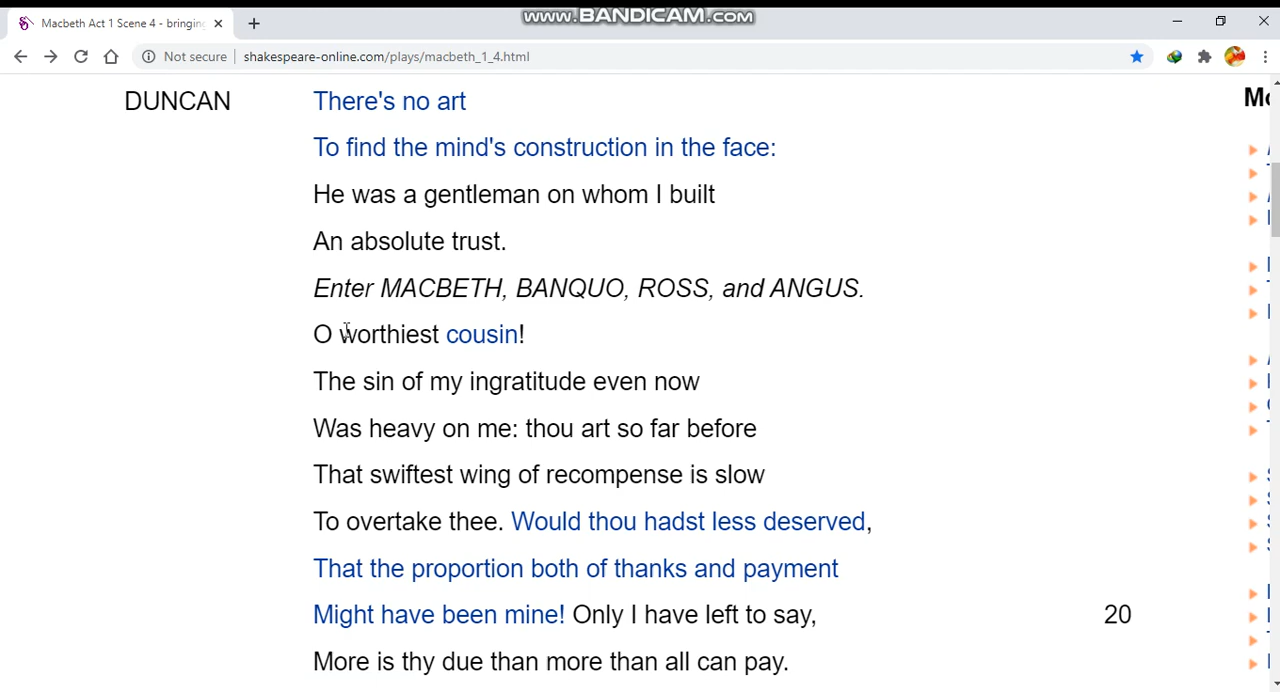 www.BANDICAM.com
Macbeth Act 1 Scene 4 - bringing
Not secure
shakespeare-online.com/plays/macbeth_1_4.html
DUNCAN There's no art
To find the mind's construction in the face:
He was a gentleman on whom I built
An absolute trust.
Enter MACBETH, BANQUO, ROSS, and ANGUS.
O worthiest cousin!
The sin of my ingratitude even now
Was heavy on me: thou art so far before
That swiftest wing of recompense is slow
To overtake thee. Would thou hadst less deserved,
That the proportion both of thanks and payment
Might have been mine! Only I have left to say, 20
More is thy due than more than all can pay.